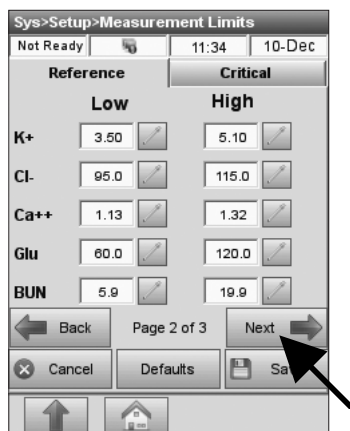 Sys>Setup>Measurement Limits
Not Ready 11:34 10-Dec
Reference Critical
Low High
K+ 3.50 5.10
Cl- 95.0 115.0
Ca++ 1.13 1.32
Glu 60.0 120.0
BUN 5.9 19.9
Back Page 2 of 3 Next
Cancel Defaults